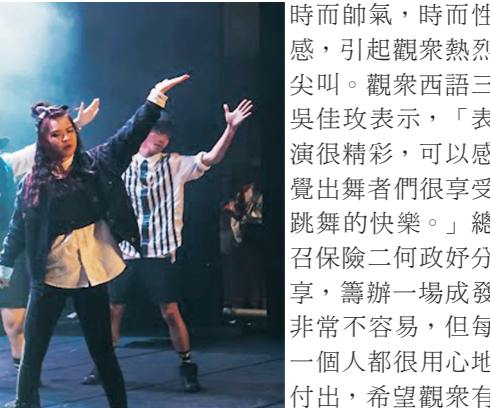 時而帥氣，時而性
感，引起觀眾熱烈
尖叫。觀眾西語三
吳佳玫表示，「表
演很精彩，可以感
覺出舞者們很享受
跳舞的快樂。」總
召保險二何政妤分
享，籌辦一場成發
非常不容易，但每
一個人都很用心地
付出，希望觀眾有